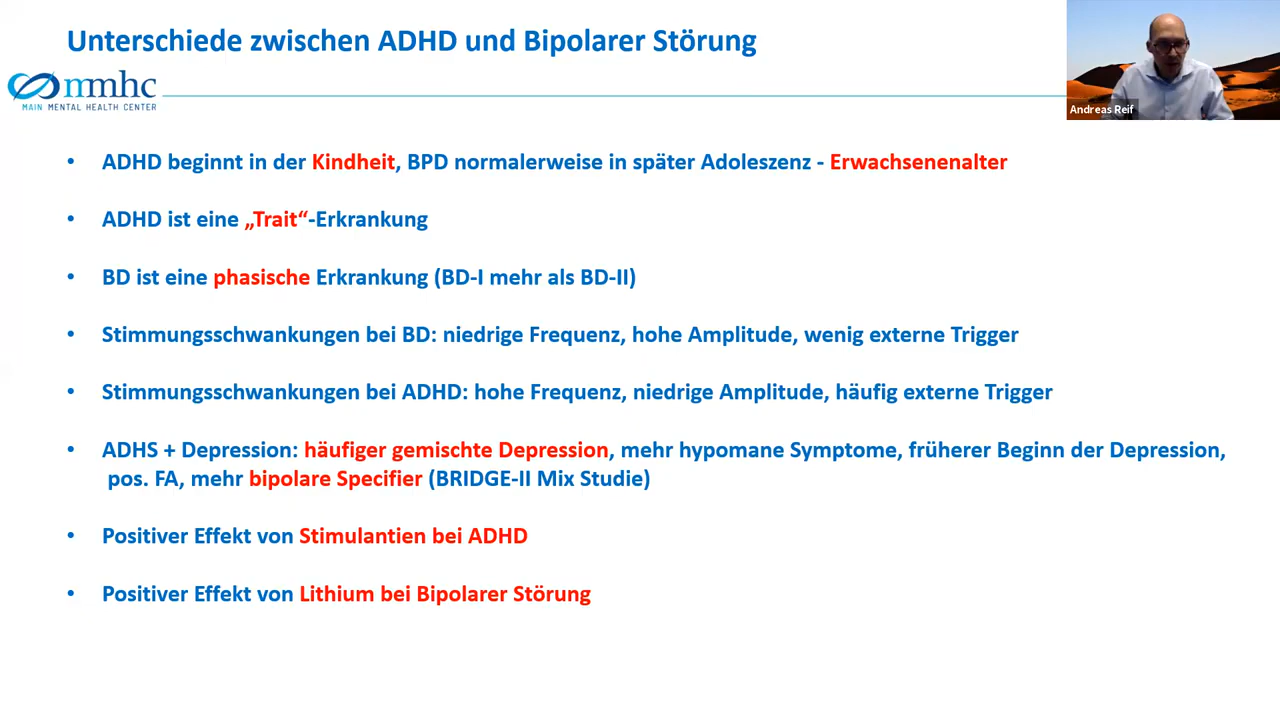 Unterschiede zwischen ADHD und Bipolarer Störung
mmhc
MAIN MENTAL HEALTH CENTER
Andreas Reif
• ADHD beginnt in der Kindheit, BPD normalerweise in später Adoleszenz - Erwachsenenalter
• ADHD ist eine „Trait“-Erkrankung
• BD ist eine phasische Erkrankung (BD-I mehr als BD-II)
• Stimmungsschwankungen bei BD: niedrige Frequenz, hohe Amplitude, wenig externe Trigger
• Stimmungsschwankungen bei ADHD: hohe Frequenz, niedrige Amplitude, häufig externe Trigger
• ADHS + Depression: häufiger gemischte Depression, mehr hypomane Symptome, früherer Beginn der Depression,
pos. FA, mehr bipolare Specifier (BRIDGE-II Mix Studie)
• Positiver Effekt von Stimulantien bei ADHD
• Positiver Effekt von Lithium bei Bipolarer Störung